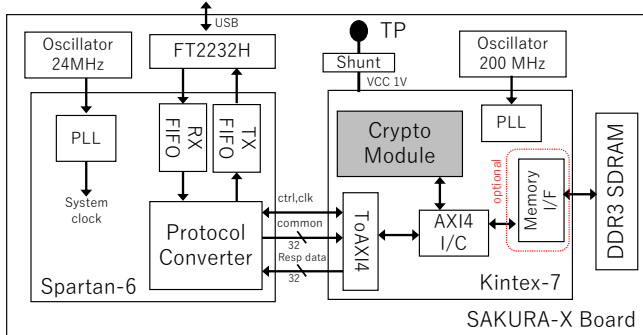 USB
Oscillator
24MHz
FT2232H
TP
Shunt
VCC 1V
Oscillator
200 MHz
PLL
RX
FIFO
TX
FIFO
System
clock
Crypto
Module
PLL
optional
Memory
I/F
DDR3 SDRAM
Protocol
Converter
ctrl,clk
common
32
Resp data
32
ToAXI4
AXI4
I/C
Spartan-6
Kintex-7
SAKURA-X Board